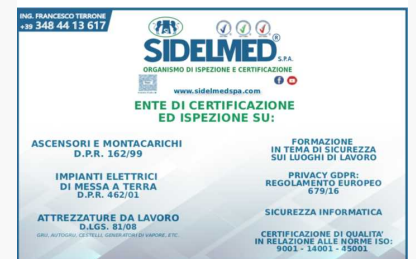 ING. FRANCESCO TERRONE
+39 348 44 13 617
SIDELMED® S.P.A.
ORGANISMO DI ISPEZIONE E CERTIFICAZIONE
www.sidelmedspa.com
ENTE DI CERTIFICAZIONE
ED ISPEZIONE SU:
ASCENSORI E MONTACARICHI
D.P.R. 162/99
IMPIANTI ELETTRICI
DI MESSA A TERRA
D.P.R. 462/01
ATTREZZATURE DA LAVORO
D.LGS. 81/08
GRU, AUTOGRU, CESTELLI, GENERATORI DI VAPORE, ETC.
FORMAZIONE
IN TEMA DI SICUREZZA
SUI LUOGHI DI LAVORO
PRIVACY GDPR:
REGOLAMENTO EUROPEO
679/16
SICUREZZA INFORMATICA
CERTIFICAZIONE DI QUALITA'
IN RELAZIONE ALLE NORME ISO:
9001 - 14001 - 45001